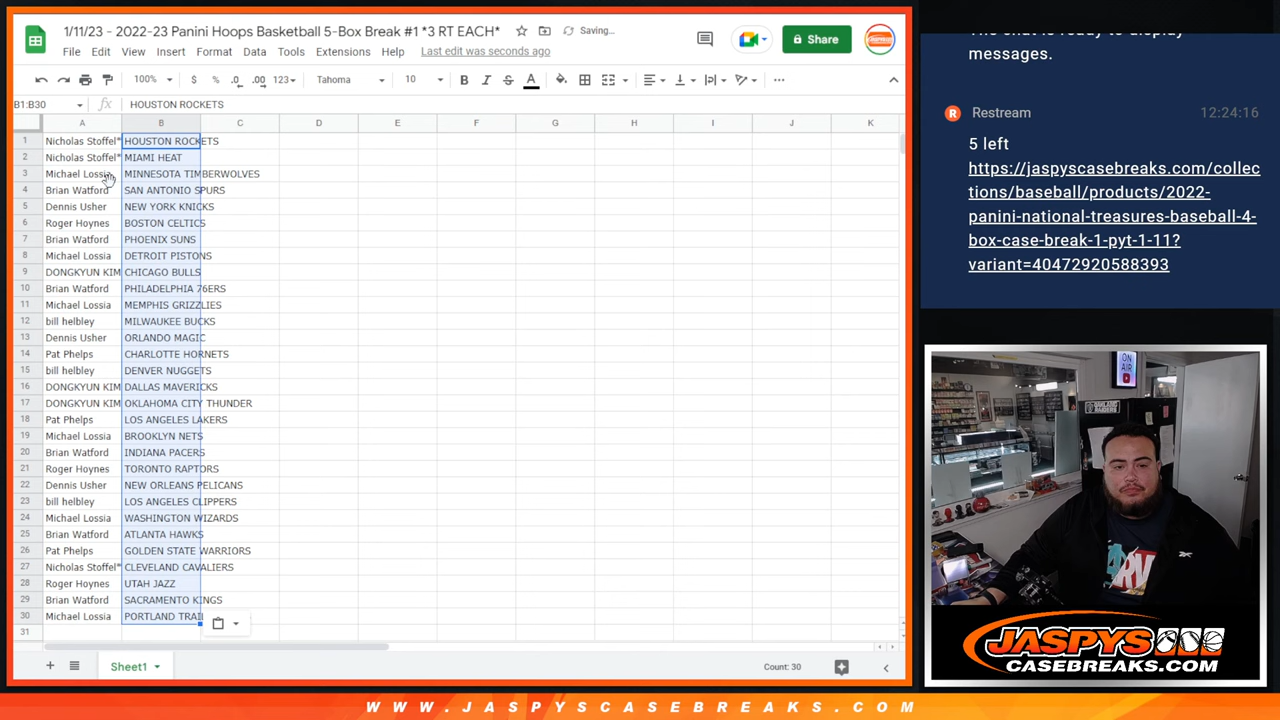 1/11/23 - 2022-23 Panini Hoops Basketball 5-Box Break #1 *3 RT EACH*
Saving...
Share
File Edit View Insert Format Data Tools Extensions Help Last edit was seconds ago
100% $ % .0 .00 123 Tahoma 10 B I S A
B1:B30 fx HOUSTON ROCKETS
A B C D E F G H I J K
1 Nicholas Stoffel* HOUSTON ROCKETS
2 Nicholas Stoffel* MIAMI HEAT
3 Michael Lossia MINNESOTA TIMBERWOLVES
4 Brian Watford SAN ANTONIO SPURS
5 Dennis Usher NEW YORK KNICKS
6 Roger Hoynes BOSTON CELTICS
7 Brian Watford PHOENIX SUNS
8 Michael Lossia DETROIT PISTONS
9 DONGKYUN KIM CHICAGO BULLS
10 Brian Watford PHILADELPHIA 76ERS
11 Michael Lossia MEMPHIS GRIZZLIES
12 bill helbley MILWAUKEE BUCKS
13 Dennis Usher ORLANDO MAGIC
14 Pat Phelps CHARLOTTE HORNETS
15 bill helbley DENVER NUGGETS
16 DONGKYUN KIM DALLAS MAVERICKS
17 DONGKYUN KIM OKLAHOMA CITY THUNDER
18 Pat Phelps LOS ANGELES LAKERS
19 Michael Lossia BROOKLYN NETS
20 Brian Watford INDIANA PACERS
21 Roger Hoynes TORONTO RAPTORS
22 Dennis Usher NEW ORLEANS PELICANS
23 bill helbley LOS ANGELES CLIPPERS
24 Michael Lossia WASHINGTON WIZARDS
25 Brian Watford ATLANTA HAWKS
26 Pat Phelps GOLDEN STATE WARRIORS
27 Nicholas Stoffel* CLEVELAND CAVALIERS
28 Roger Hoynes UTAH JAZZ
29 Brian Watford SACRAMENTO KINGS
30 Michael Lossia PORTLAND TRAI
31
Sheet1
Count: 30
The chat is ready to display
messages.
R Restream 12:24:16
5 left
https://jaspyscasebreaks.com/collec
tions/baseball/products/2022-
panini-national-treasures-baseball-4-
box-case-break-1-pyt-1-11?
variant=40472920588393
ON
AIR
JASPYS
CASEBREAKS.COM
WWW.JASPYSCASEBREAKS.COM